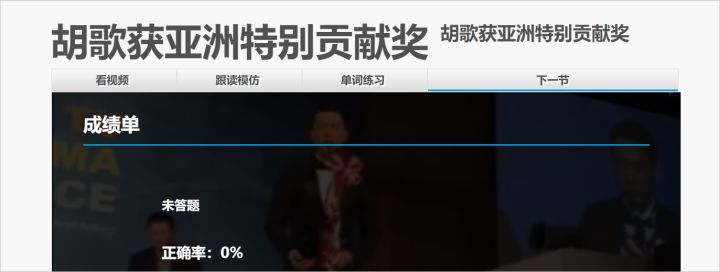 胡歌获亚洲特别贡献奖 胡歌获亚洲特别贡献奖
看视频 跟读模仿 单词练习 下一节
成绩单
未答题
正确率：0%